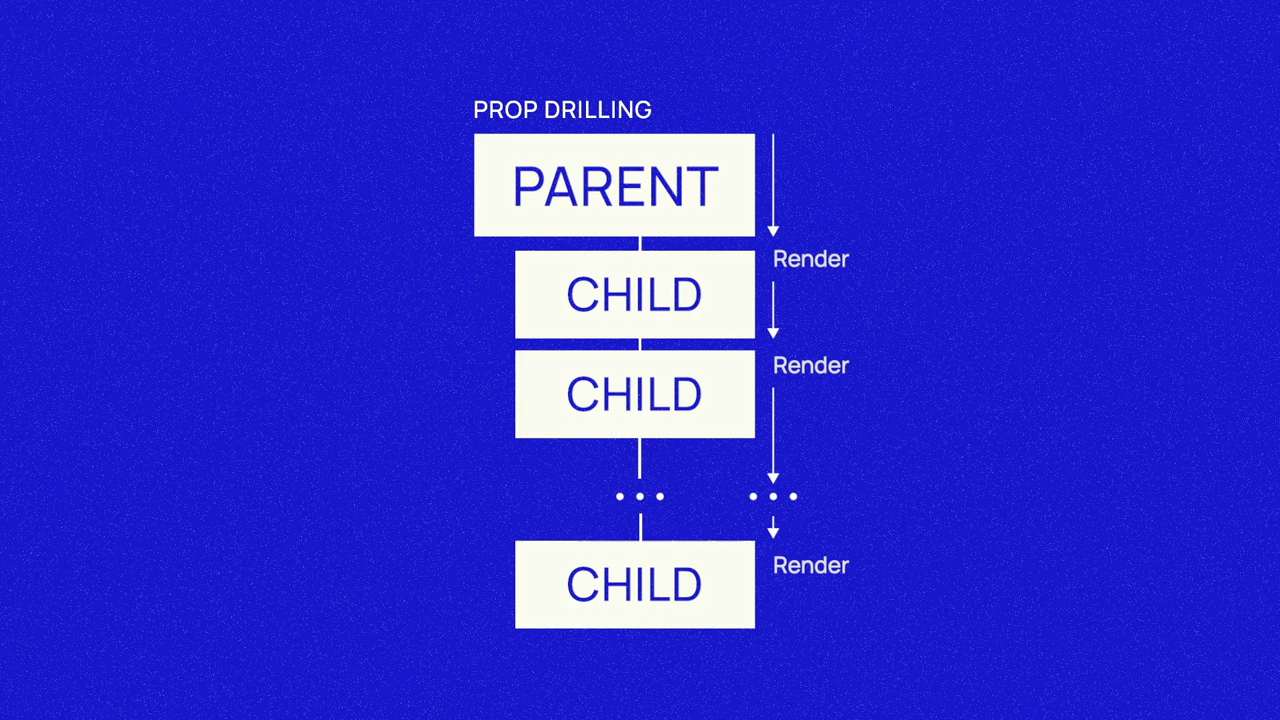 PROP DRILLING
PARENT
Render
CHILD
Render
CHILD
Render
CHILD